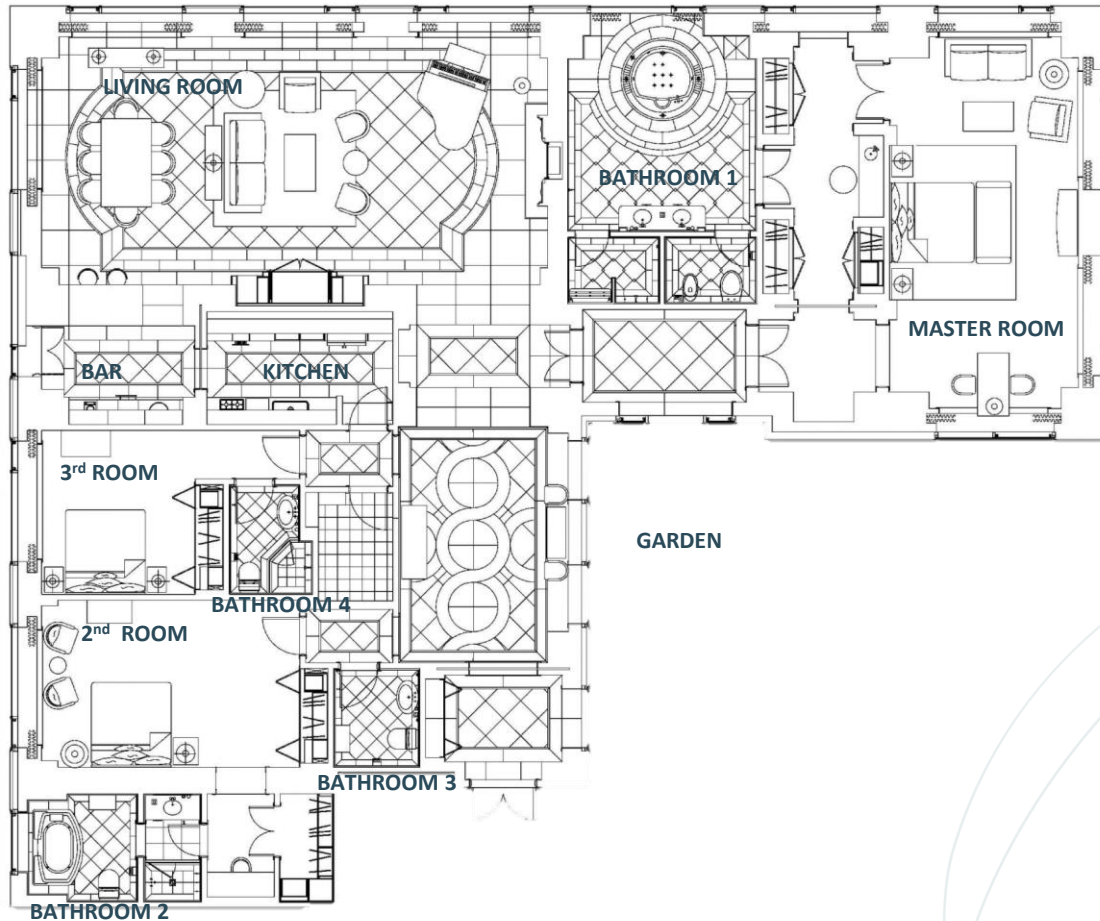 LIVING ROOM
BATHROOM 1
MASTER ROOM
BAR
KITCHEN
3rd ROOM
GARDEN
BATHROOM 4
2nd ROOM
BATHROOM 3
BATHROOM 2